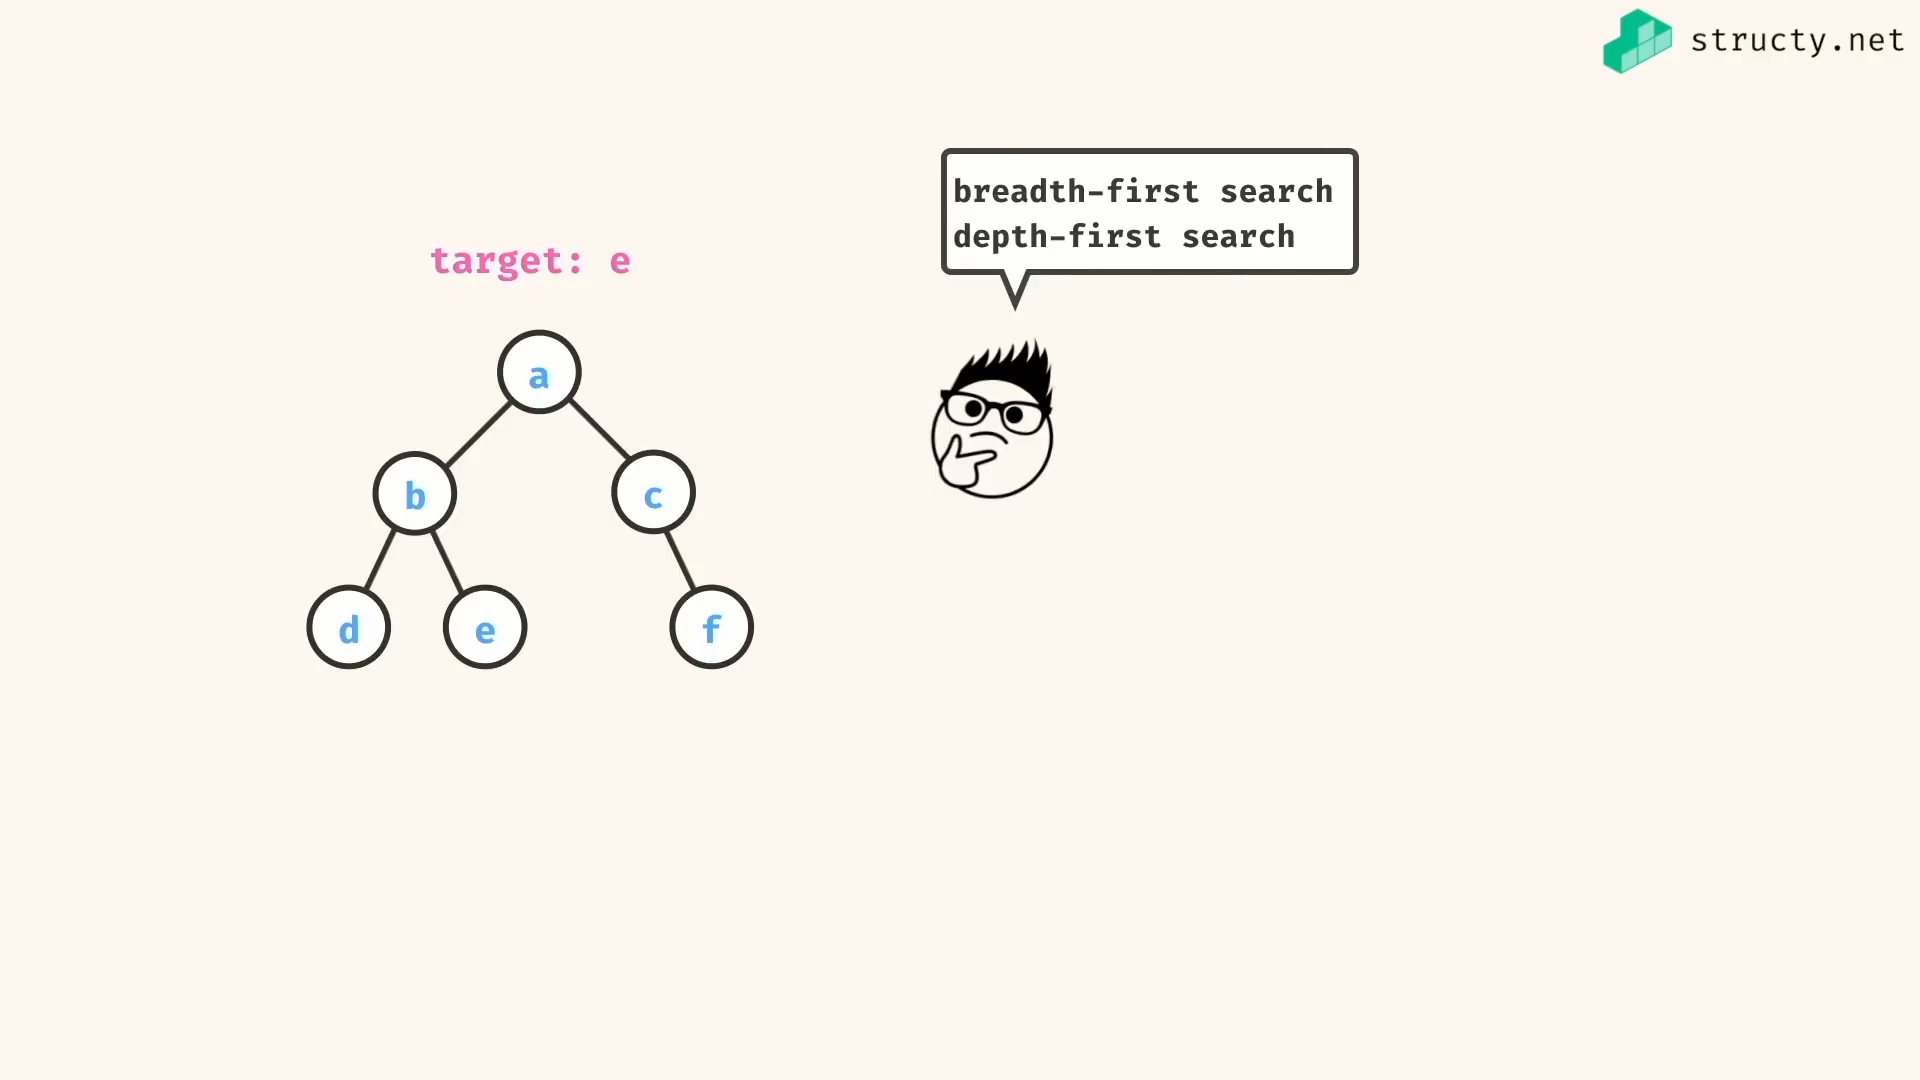 structy.net
breadth-first search
depth-first search
target: e
a
b
c
d
e
f